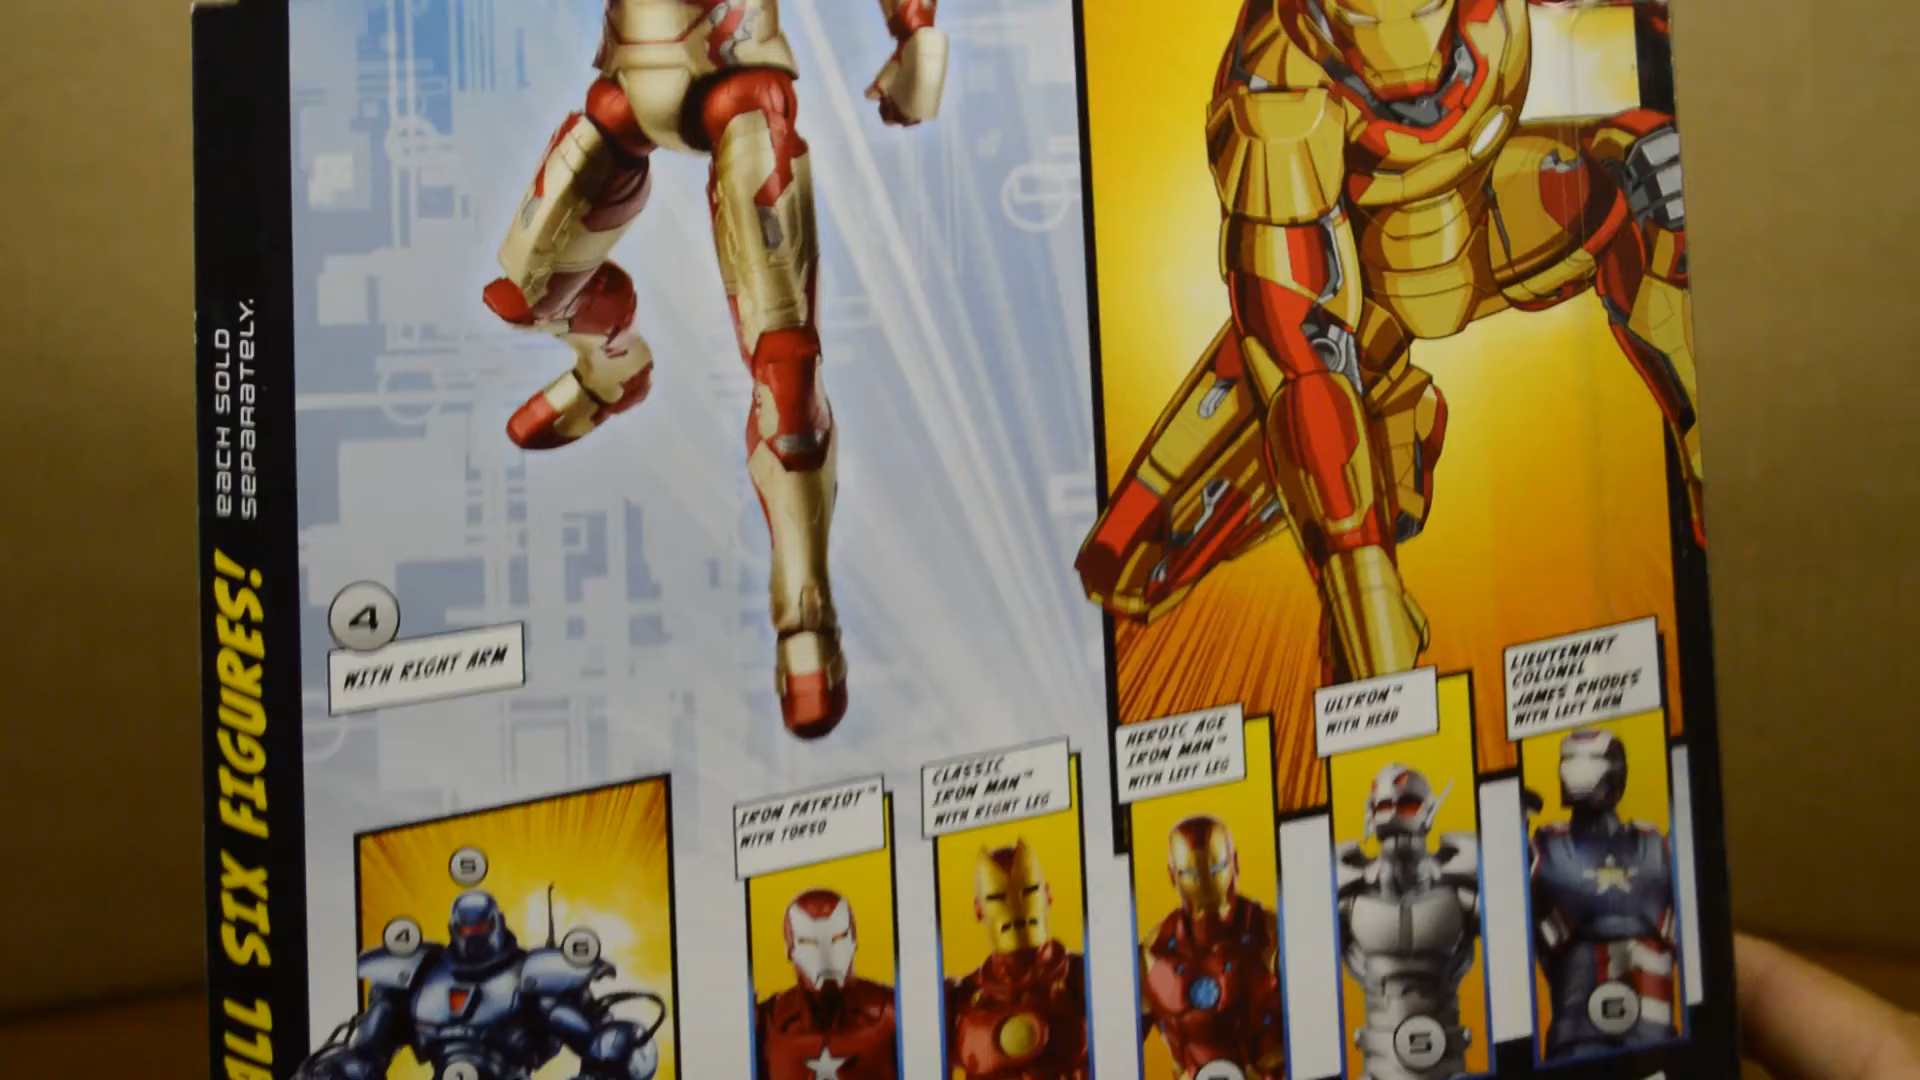 ALL SIX FIGURES!
EACH SOLD
SEPARATELY.
4
WITH RIGHT ARM
5
4
6
IRON PATRIOT™
WITH TORSO
CLASSIC
IRON MAN™
WITH RIGHT LEG
HEROIC AGE
IRON MAN™
WITH LEFT LEG
ULTRON™
WITH HEAD
5
LIEUTENANT
COLONEL
JAMES RHODES
WITH LEFT ARM
6